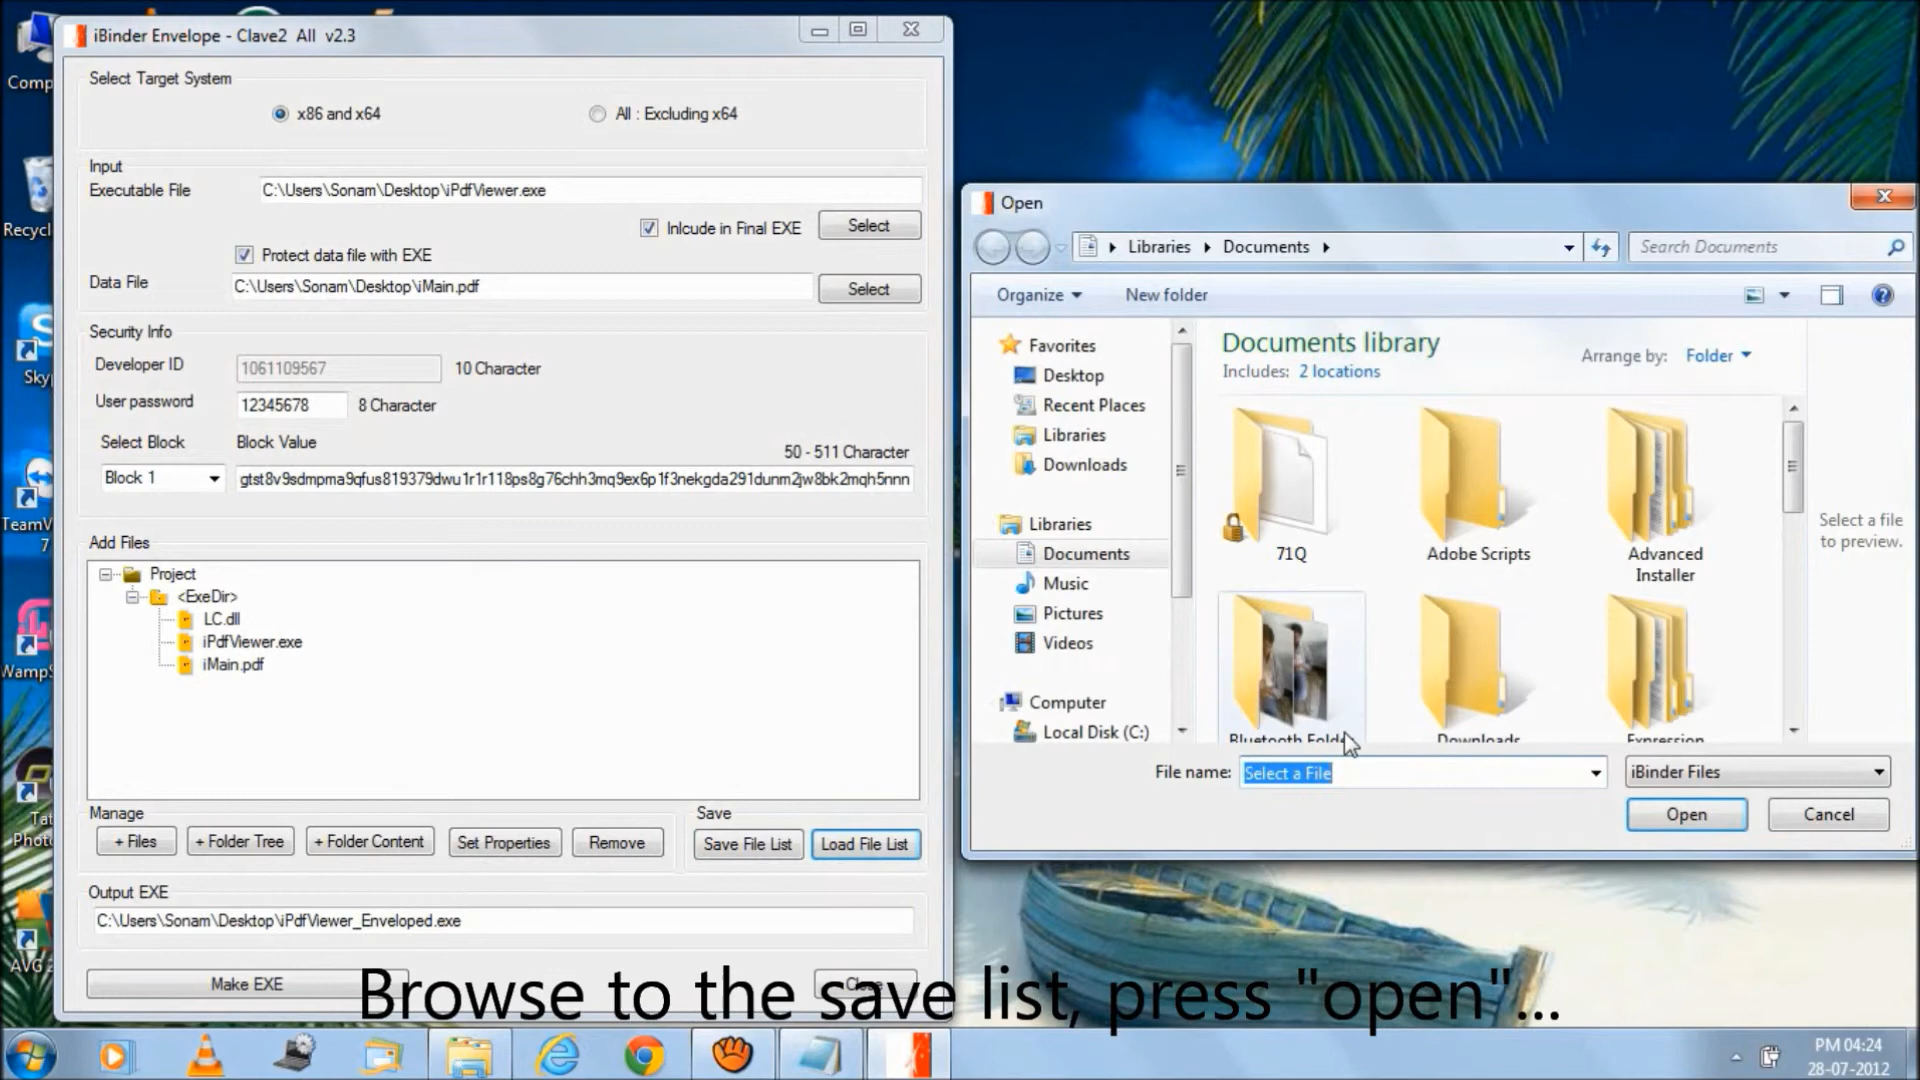 iBinder Envelope - Clave2 All v2.3
Select Target System
x86 and x64
All : Excluding x64
Input
Executable File
C:\Users\Sonam\Desktop\iPdfViewer.exe
Inlcude in Final EXE
Select
Protect data file with EXE
Data File
C:\Users\Sonam\Desktop\iMain.pdf
Select
Security Info
Developer ID
1061109567
10 Character
User password
12345678
8 Character
Select Block
Block Value
50 - 511 Character
Block 1
gtst8v9sdmpma9qfus819379dwu1r1r118ps8g76chh3mq9ex6p1f3nekgda291dunm2jw8bk2mqh5nnn
Add Files
Project
<ExeDir>
LC.dll
iPdfViewer.exe
iMain.pdf
Manage
+ Files
+ Folder Tree
+ Folder Content
Set Properties
Remove
Save
Save File List
Load File List
Output EXE
C:\Users\Sonam\Desktop\iPdfViewer_Enveloped.exe
Make EXE
Close
Open
Libraries
Documents
Search Documents
Organize
New folder
Favorites
Desktop
Recent Places
Libraries
Downloads
Libraries
Documents
Music
Pictures
Videos
Computer
Local Disk (C:)
Documents library
Includes: 2 locations
Arrange by: Folder
71Q
Adobe Scripts
Advanced
Installer
Bluetooth Folde
Downloads
Expression
Select a file
to preview.
File name:
Select a File
iBinder Files
Open
Cancel
Comp
Recycl
Sky
TeamV
7
WampS
Phot
AVG 2
Browse to the save list, press "open"...
PM 04:24
28-07-2012